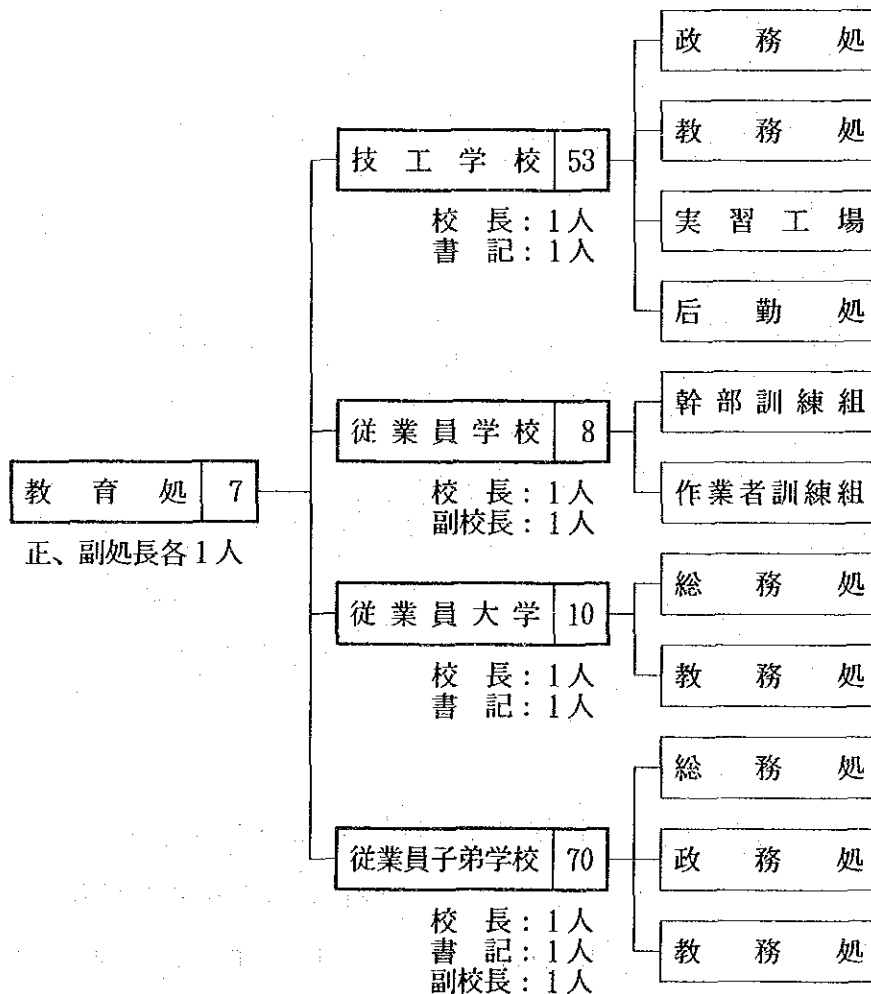 教育処 7
正、副処長各1人
技工学校 53
校長：1人
書記：1人
政務処
教務処
実習工場
后勤処
従業員学校 8
校長：1人
副校長：1人
幹部訓練組
作業者訓練組
従業員大学 10
校長：1人
書記：1人
総務処
教務処
従業員子弟学校 70
校長：1人
書記：1人
副校長：1人
総務処
政務処
教務処